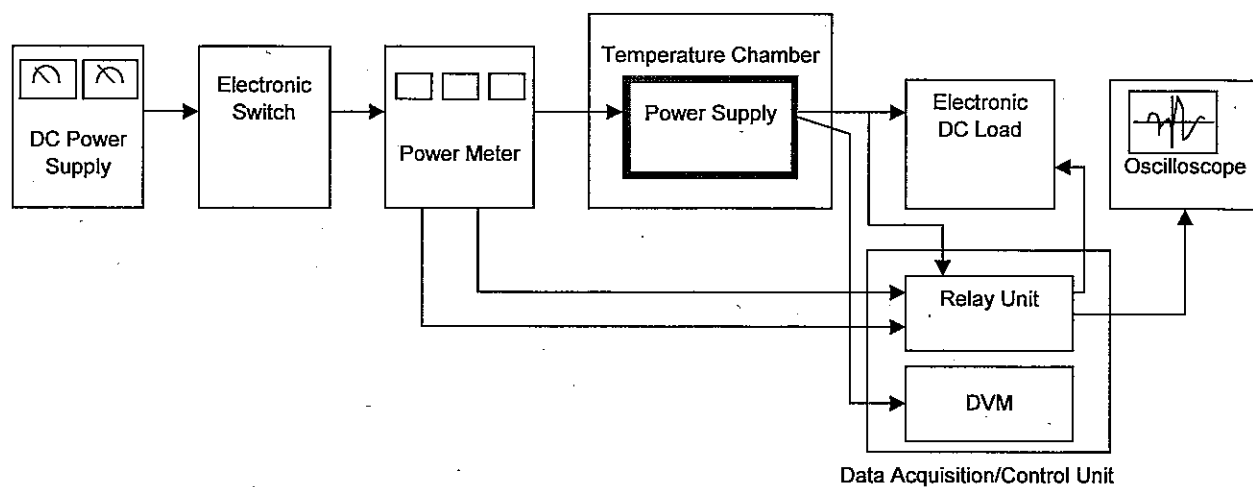 DC Power
Supply
Electronic
Switch
Power Meter
Temperature Chamber
Power Supply
Electronic
DC Load
Oscilloscope
Relay Unit
DVM
Data Acquisition/Control Unit